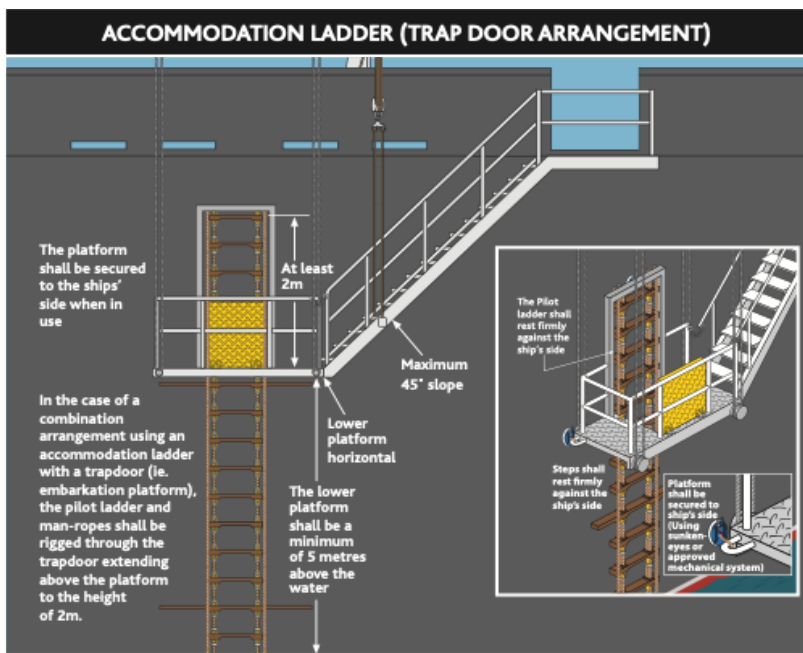 ACCOMMODATION LADDER (TRAP DOOR ARRANGEMENT)
The platform
shall be secured
to the ships'
side when in
use
At least
2m
Maximum
45° slope
Lower
platform
horizontal
In the case of a
combination
arrangement using an
accommodation ladder
with a trapdoor (ie.
embarkation platform),
the pilot ladder and
man-ropes shall be
rigged through the
trapdoor extending
above the platform
to the height
of 2m.
The lower
platform
shall be a
minimum
of 5 metres
above the
water
The Pilot
ladder shall
rest firmly
against the
ship's side
Steps shall
rest firmly
against the
ship's side
Platform
shall be
secured to
ship's side
(Using
sunken-
eyes or
approved
mechanical system)